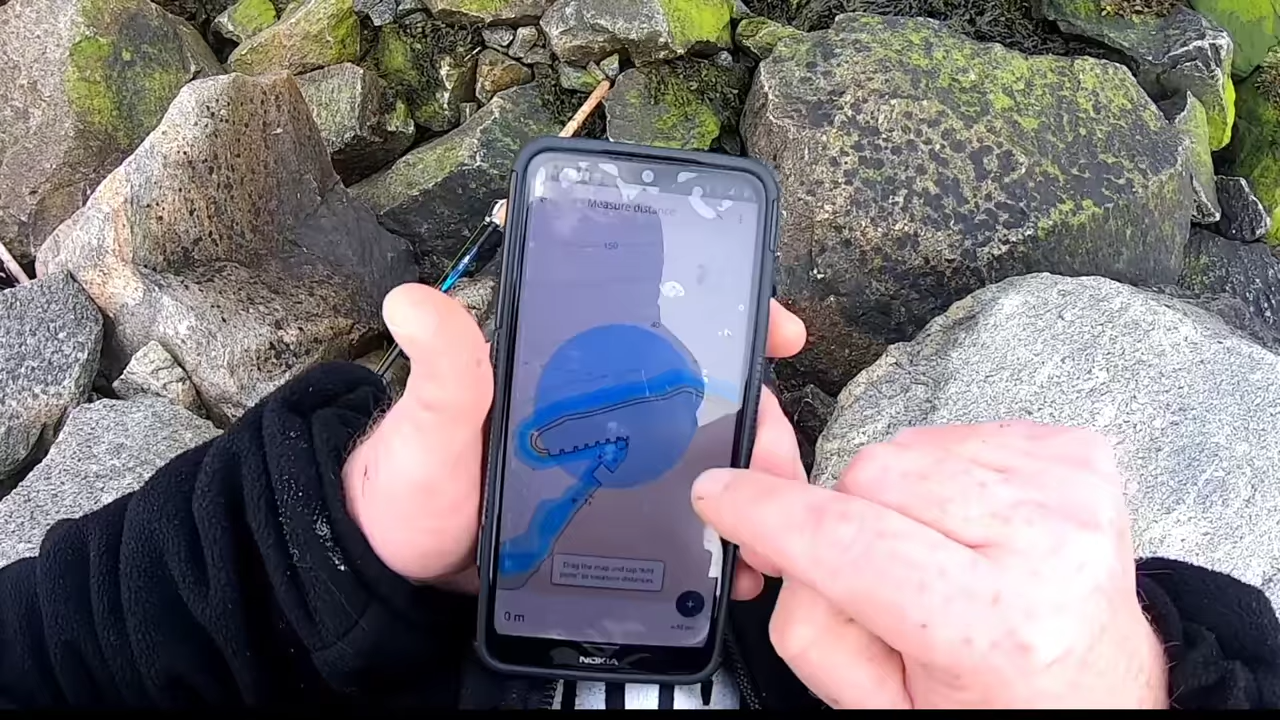 Measure distance
150
40
Drag the map and tap "Add
point" to measure distances
0 m
NOKIA